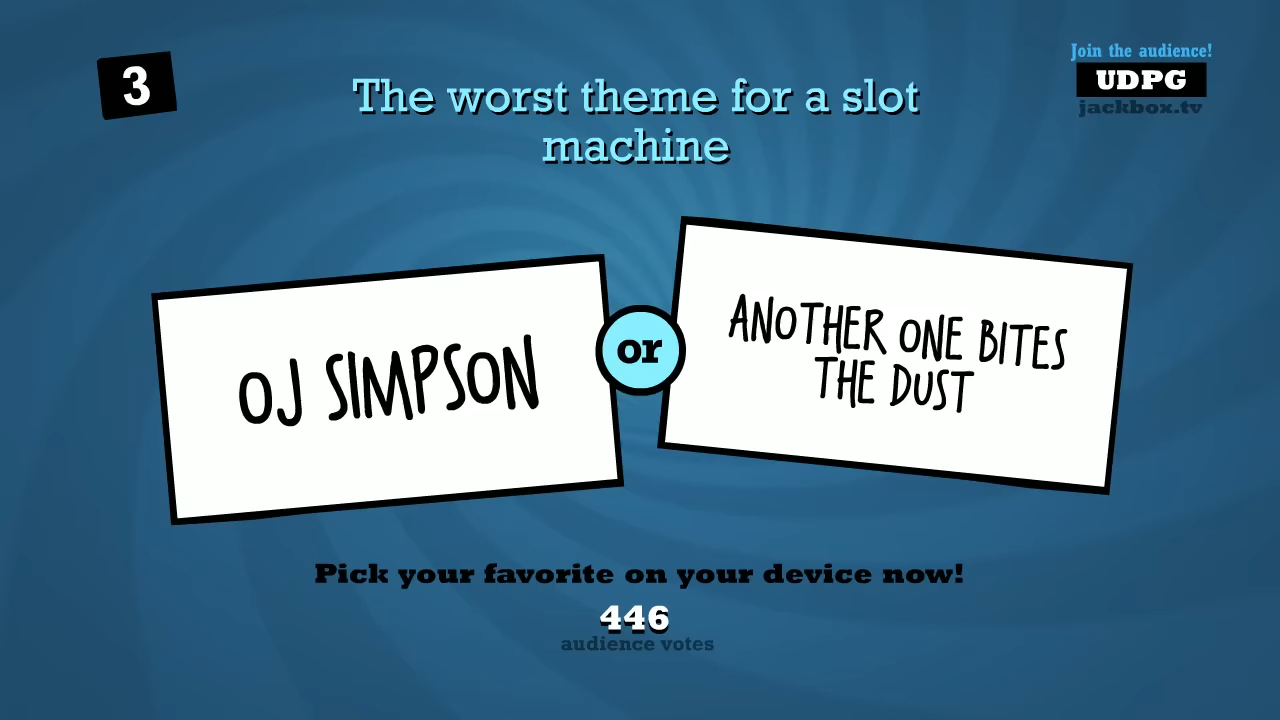 3
Join the audience!
UDPG
jackbox.tv
The worst theme for a slot
machine
OJ SIMPSON
or
ANOTHER ONE BITES
THE DUST
Pick your favorite on your device now!
446
audience votes